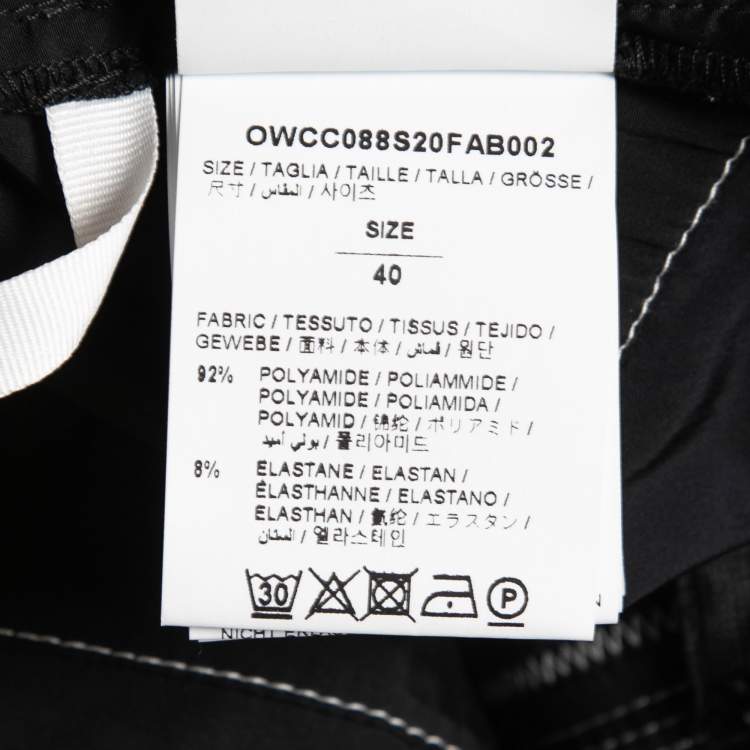 OWCC088S20FAB002
SIZE / TAGLIA / TAILLE / TALLA / GRÖSSE /
尺寸 / المقاس / 사이즈
SIZE
40
FABRIC / TESSUTO / TISSUS / TEJIDO /
GEWEBE / 面料 / 本体 / قماش / 원단
92% POLYAMIDE / POLIAMMIDE /
POLYAMIDE / POLIAMIDA /
POLYAMID / 锦纶 / ポリアミド /
بولي أميد / 폴리아미드
8% ELASTANE / ELASTAN /
ÉLASTHANNE / ELASTANO /
ELASTHAN / 氨纶 / エラスタン /
المطان / 엘라스테인
30 P